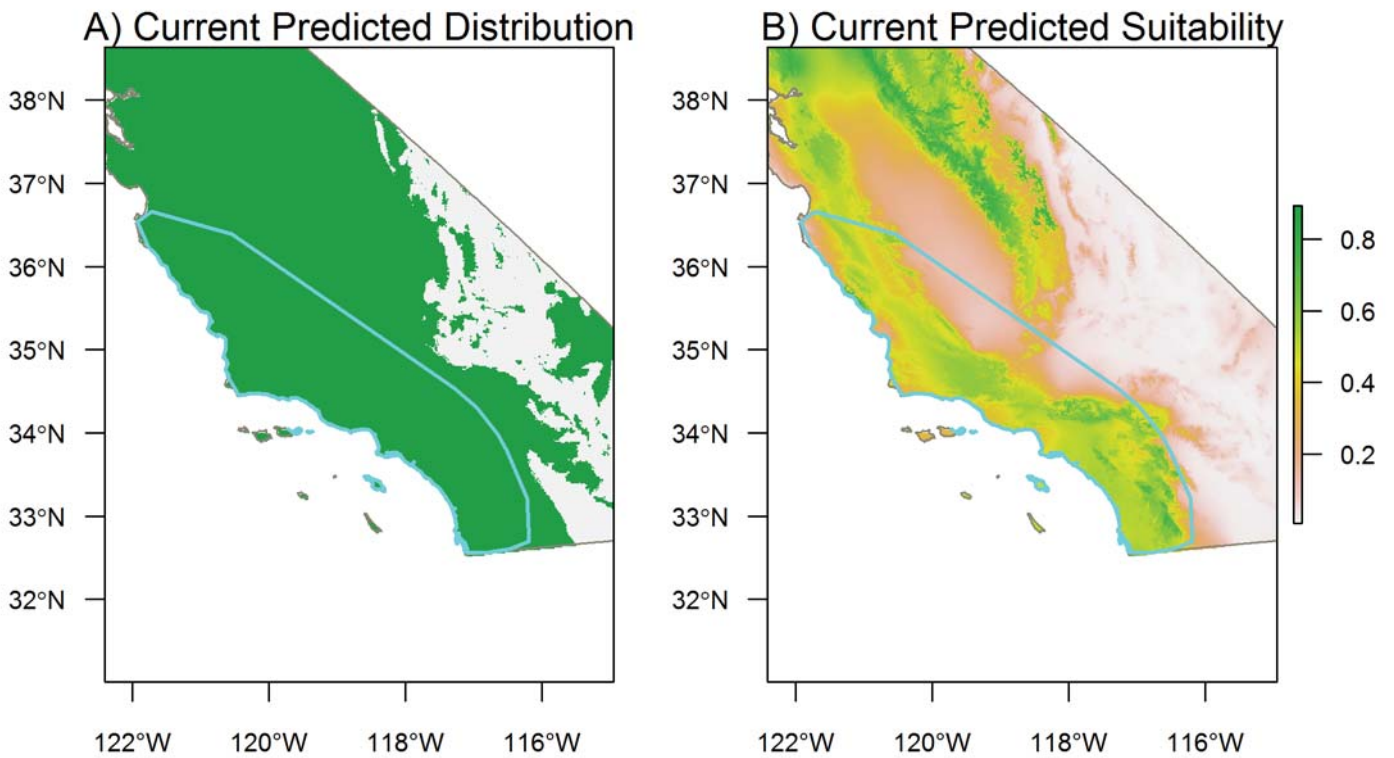 A) Current Predicted Distribution
38°N
37°N
36°N
35°N
34°N
33°N
32°N
122°W 120°W 118°W 116°W
B) Current Predicted Suitability
38°N
37°N
36°N
35°N
34°N
33°N
32°N
122°W 120°W 118°W 116°W
0.8
0.6
0.4
0.2